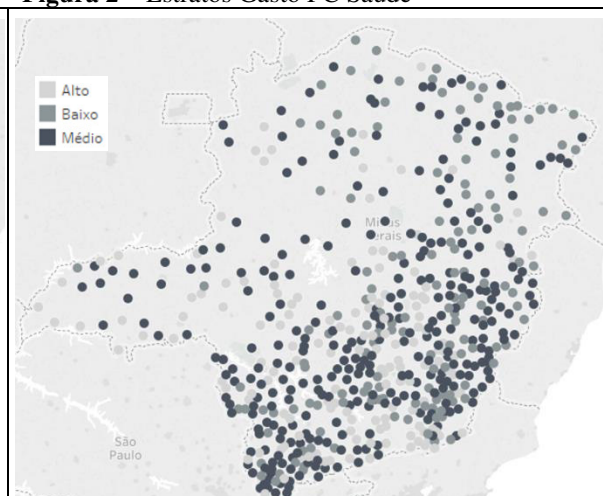 Figura 2 – Estratos Gasto PC Saúde
Alto
Baixo
Médio
Minas
Gerais
São
Paulo